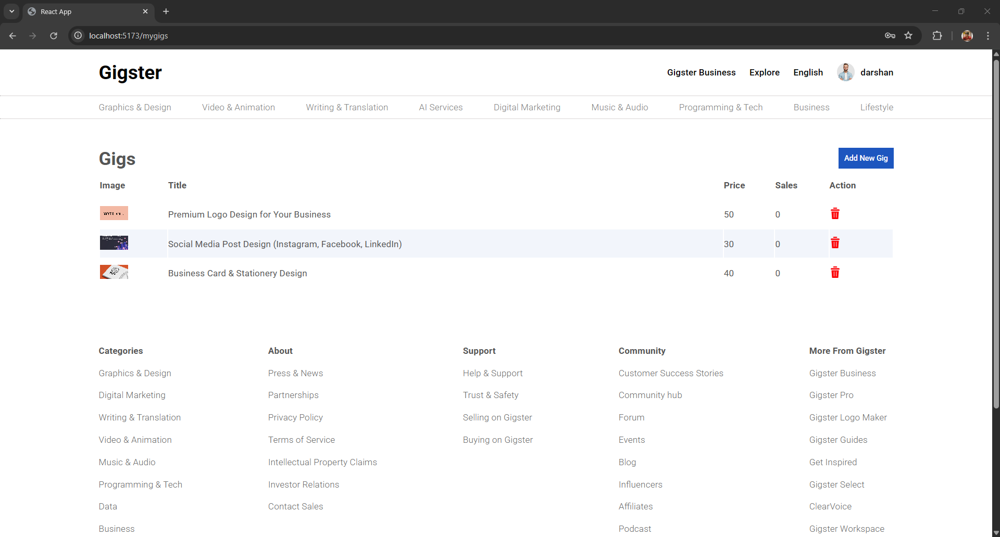 React App
localhost:5173/mygigs
Gigster
Gigster Business Explore English darshan
Graphics & Design Video & Animation Writing & Translation AI Services Digital Marketing Music & Audio Programming & Tech Business Lifestyle
Gigs
Add New Gig
Image Title Price Sales Action
Premium Logo Design for Your Business 50 0
Social Media Post Design (Instagram, Facebook, LinkedIn) 30 0
Business Card & Stationery Design 40 0
Categories About Support Community More From Gigster
Graphics & Design Press & News Help & Support Customer Success Stories Gigster Business
Digital Marketing Partnerships Trust & Safety Community hub Gigster Pro
Writing & Translation Privacy Policy Selling on Gigster Forum Gigster Logo Maker
Video & Animation Terms of Service Buying on Gigster Events Gigster Guides
Music & Audio Intellectual Property Claims Blog Get Inspired
Programming & Tech Investor Relations Influencers Gigster Select
Data Contact Sales Affiliates ClearVoice
Business Podcast Gigster Workspace